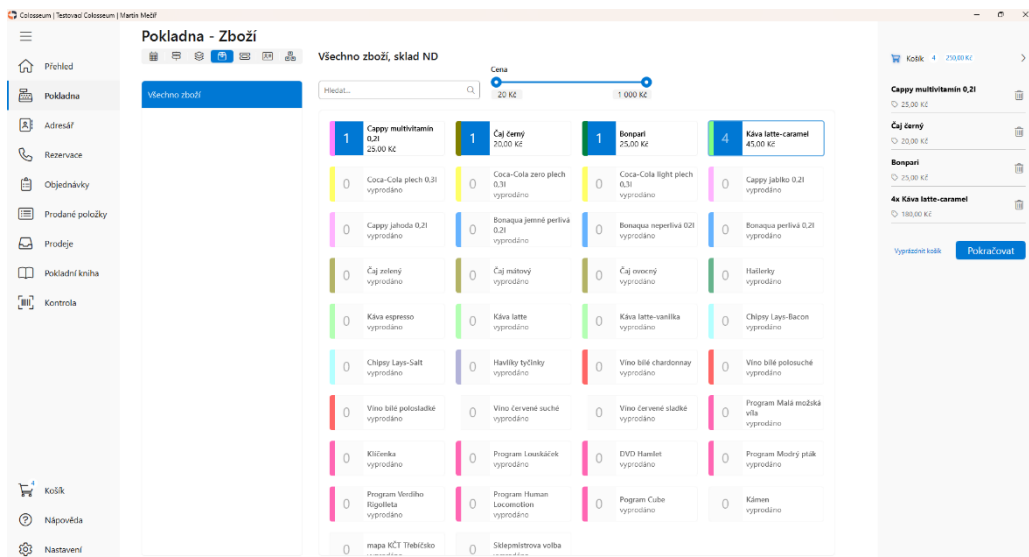 Colosseum | Testovací Colosseum | Martin Mečíř
Pokladna - Zboží
Přehled
Pokladna
Adresář
Rezervace
Objednávky
Prodané položky
Prodeje
Pokladní kniha
Kontrola
4
Košík
Nápověda
Nastavení
Všechno zboží
Všechno zboží, sklad ND
Hledat...
Cena
20 Kč
1 000 Kč
1
Cappy multivitamín
0,2l
25,00 Kč
1
Čaj černý
20,00 Kč
1
Bonpari
25,00 Kč
4
Káva latte-caramel
45,00 Kč
0
Coca-Cola plech 0,3l
vyprodáno
0
Coca-Cola zero plech
0,3l
vyprodáno
0
Coca-Cola light plech
0,3l
vyprodáno
0
Cappy jablko 0,2l
vyprodáno
0
Cappy jahoda 0,2l
vyprodáno
0
Bonaqua jemně perlivá
0,2l
vyprodáno
0
Bonaqua neperlivá 02l
vyprodáno
0
Bonaqua perlivá 0,2l
vyprodáno
0
Čaj zelený
vyprodáno
0
Čaj mátový
vyprodáno
0
Čaj ovocný
vyprodáno
0
Hašlerky
vyprodáno
0
Káva espresso
vyprodáno
0
Káva latte
vyprodáno
0
Káva latte-vanilka
vyprodáno
0
Chipsy Lays-Bacon
vyprodáno
0
Chipsy Lays-Salt
vyprodáno
0
Havlíky tyčinky
vyprodáno
0
Víno bílé chardonnay
vyprodáno
0
Víno bílé polosuché
vyprodáno
0
Víno bílé polosladké
vyprodáno
0
Víno červené suché
vyprodáno
0
Víno červené sladké
vyprodáno
0
Program Malá možská
víla
vyprodáno
0
Klíčenka
vyprodáno
0
Program Louskáček
vyprodáno
0
DVD Hamlet
vyprodáno
0
Program Modrý pták
vyprodáno
0
Program Verdiho
Rigolleta
vyprodáno
0
Program Human
Locomotion
vyprodáno
0
Pogram Cube
vyprodáno
0
Kámen
vyprodáno
0
mapa KČT Třebíčsko
0
Sklepmistrova volba
Košík 4 250,00 Kč
Cappy multivitamín 0,2l
25,00 Kč
Čaj černý
20,00 Kč
Bonpari
25,00 Kč
4x Káva latte-caramel
180,00 Kč
Vyprázdnit košík
Pokračovat